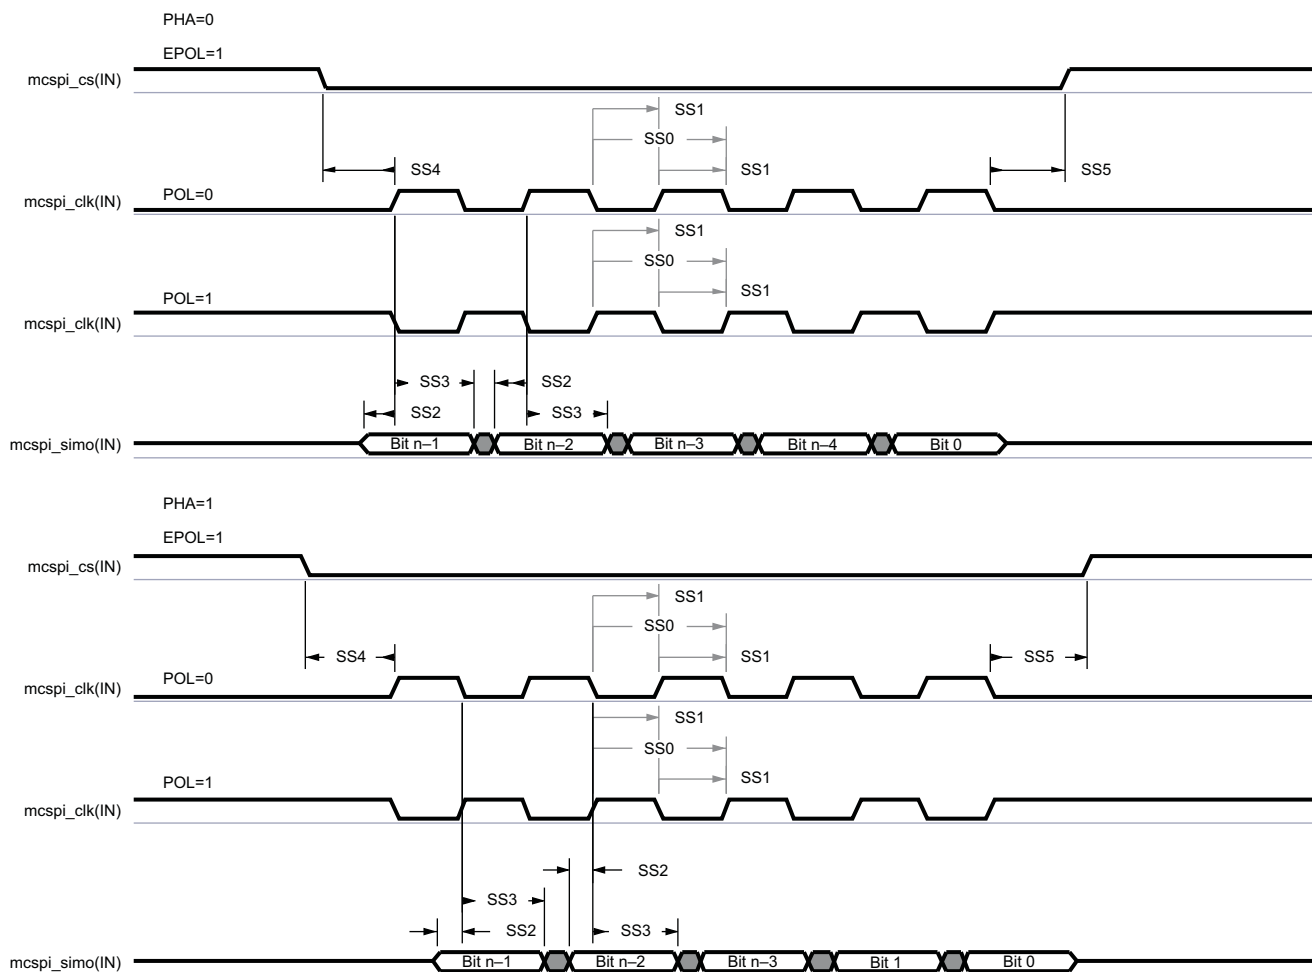 PHA=0
EPOL=1
mcspi_cs(IN)
SS1
SS0
SS4
SS1
SS5
POL=0
mcspi_clk(IN)
SS1
SS0
SS1
POL=1
mcspi_clk(IN)
SS3
SS2
SS2
SS3
mcspi_simo(IN)
Bit n–1
Bit n–2
Bit n–3
Bit n–4
Bit 0
PHA=1
EPOL=1
mcspi_cs(IN)
SS1
SS0
SS4
SS1
SS5
POL=0
mcspi_clk(IN)
SS1
SS0
SS1
POL=1
mcspi_clk(IN)
SS2
SS3
SS2
SS3
mcspi_simo(IN)
Bit n–1
Bit n–2
Bit n–3
Bit 1
Bit 0